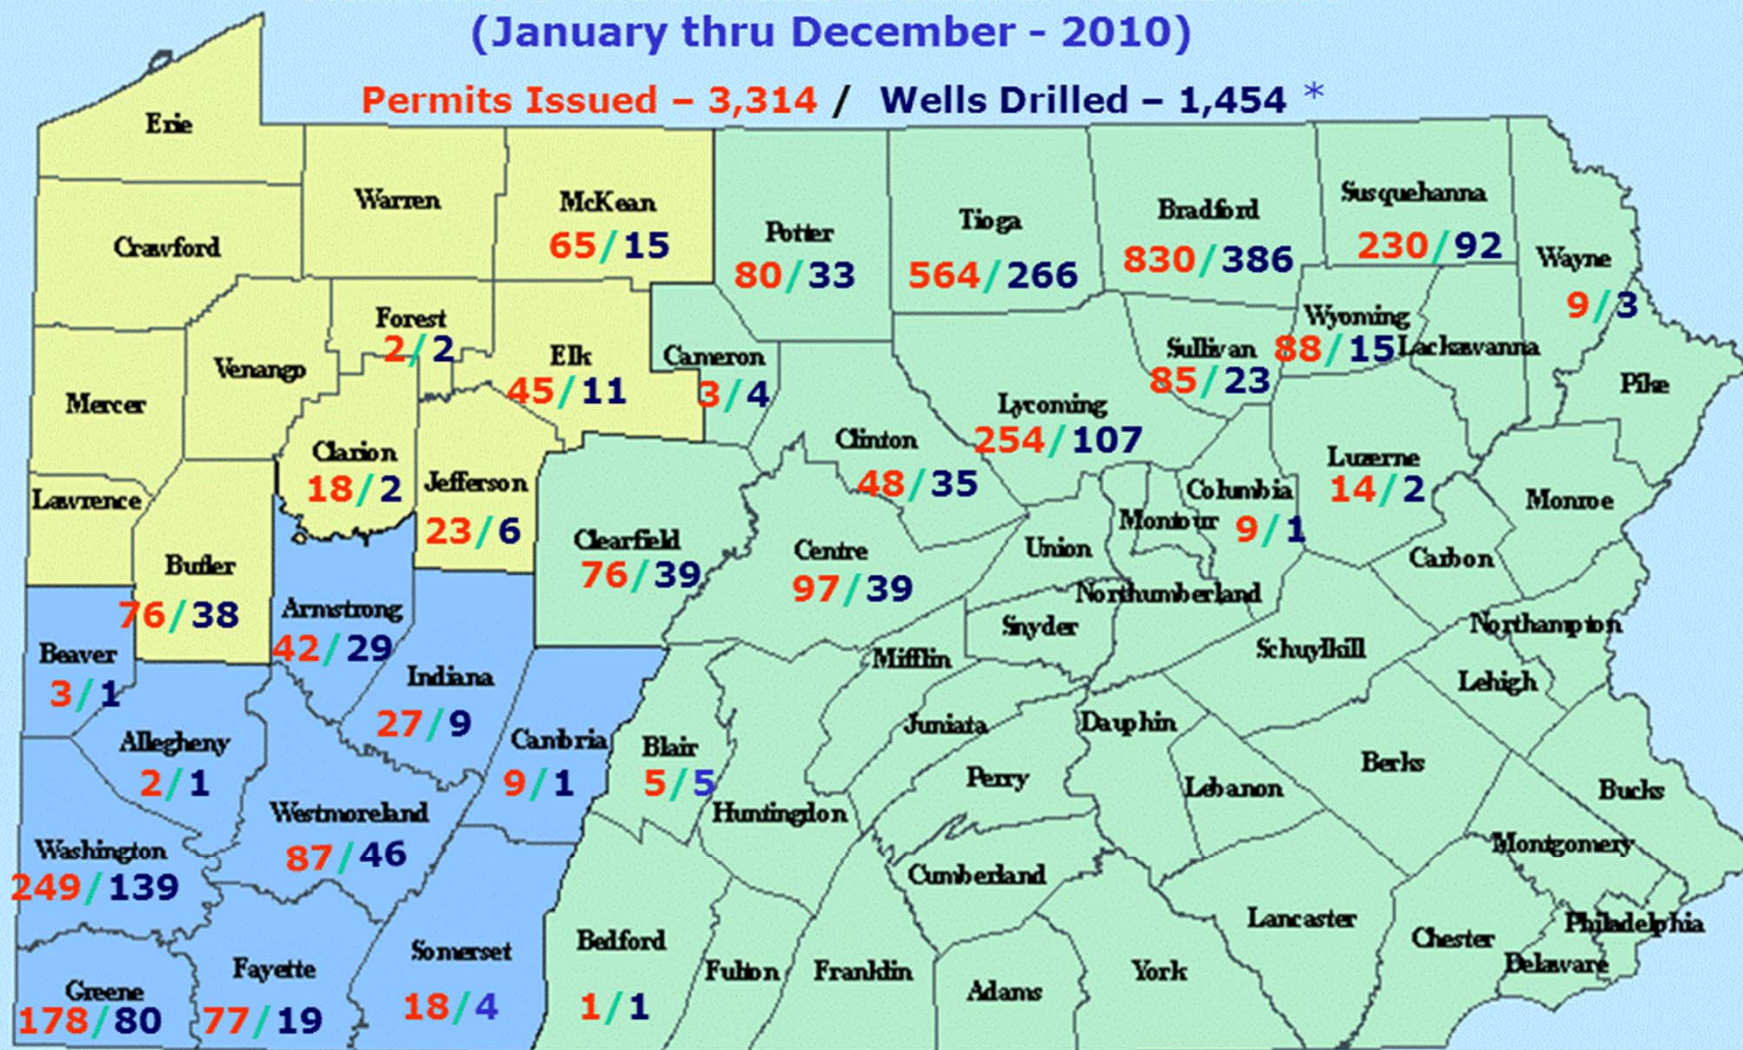 (January thru December - 2010)
Permits Issued – 3,314 / Wells Drilled – 1,454 *
Erie
Warren
McKean
65/15
Crawford
Potter
80/33
Tioga
564/266
Bradford
830/386
Susquehanna
230/92
Wayne
9/3
Forest
2/2
Venango
Elk
45/11
Cameron
3/4
Sullivan
85/23
Wyoming
88/15
Lackawanna
Pike
Mercer
Lycoming
254/107
Clinton
48/35
Clarion
18/2
Jefferson
23/6
Luzerne
14/2
Columbia
9/1
Montour
Monroe
Lawrence
Butler
76/38
Clearfield
76/39
Centre
97/39
Union
Carbon
Northumberland
Armstrong
42/29
Snyder
Northampton
Beaver
3/1
Indiana
27/9
Mifflin
Schuylkill
Lehigh
Allegheny
2/1
Cambria
9/1
Blair
5/5
Juniata
Dauphin
Perry
Lebanon
Berks
Bucks
Huntingdon
Westmoreland
87/46
Washington
249/139
Cumberland
Montgomery
Lancaster
Chester
Philadelphia
Delaware
Somerset
18/4
Bedford
1/1
Fulton
Franklin
Adams
York
Fayette
77/19
Greene
178/80